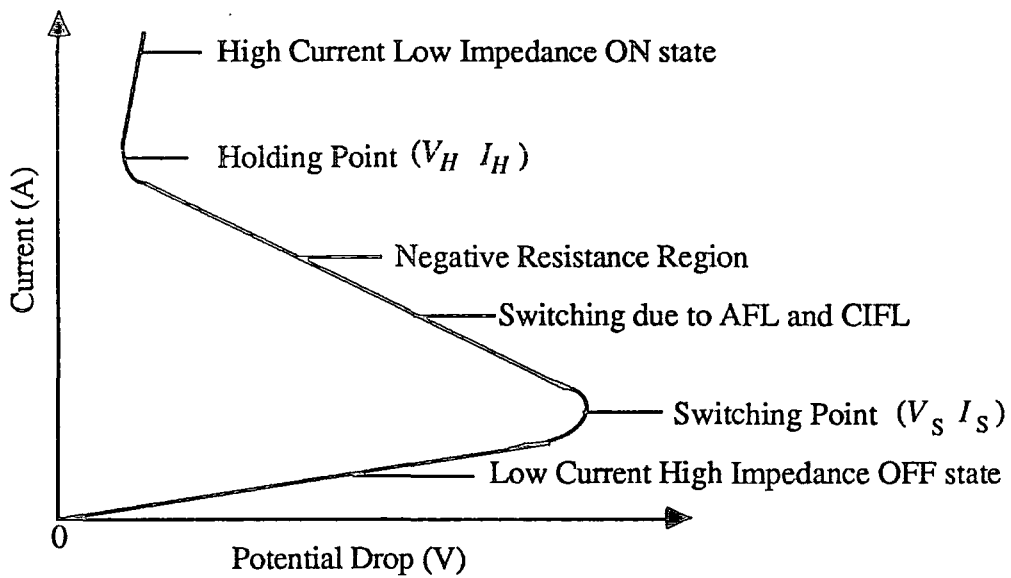 High Current Low Impedance ON state
Holding Point (V_H I_H)
Negative Resistance Region
Switching due to AFL and CIFL
Switching Point (V_S I_S)
Low Current High Impedance OFF state
Current (A)
0
Potential Drop (V)